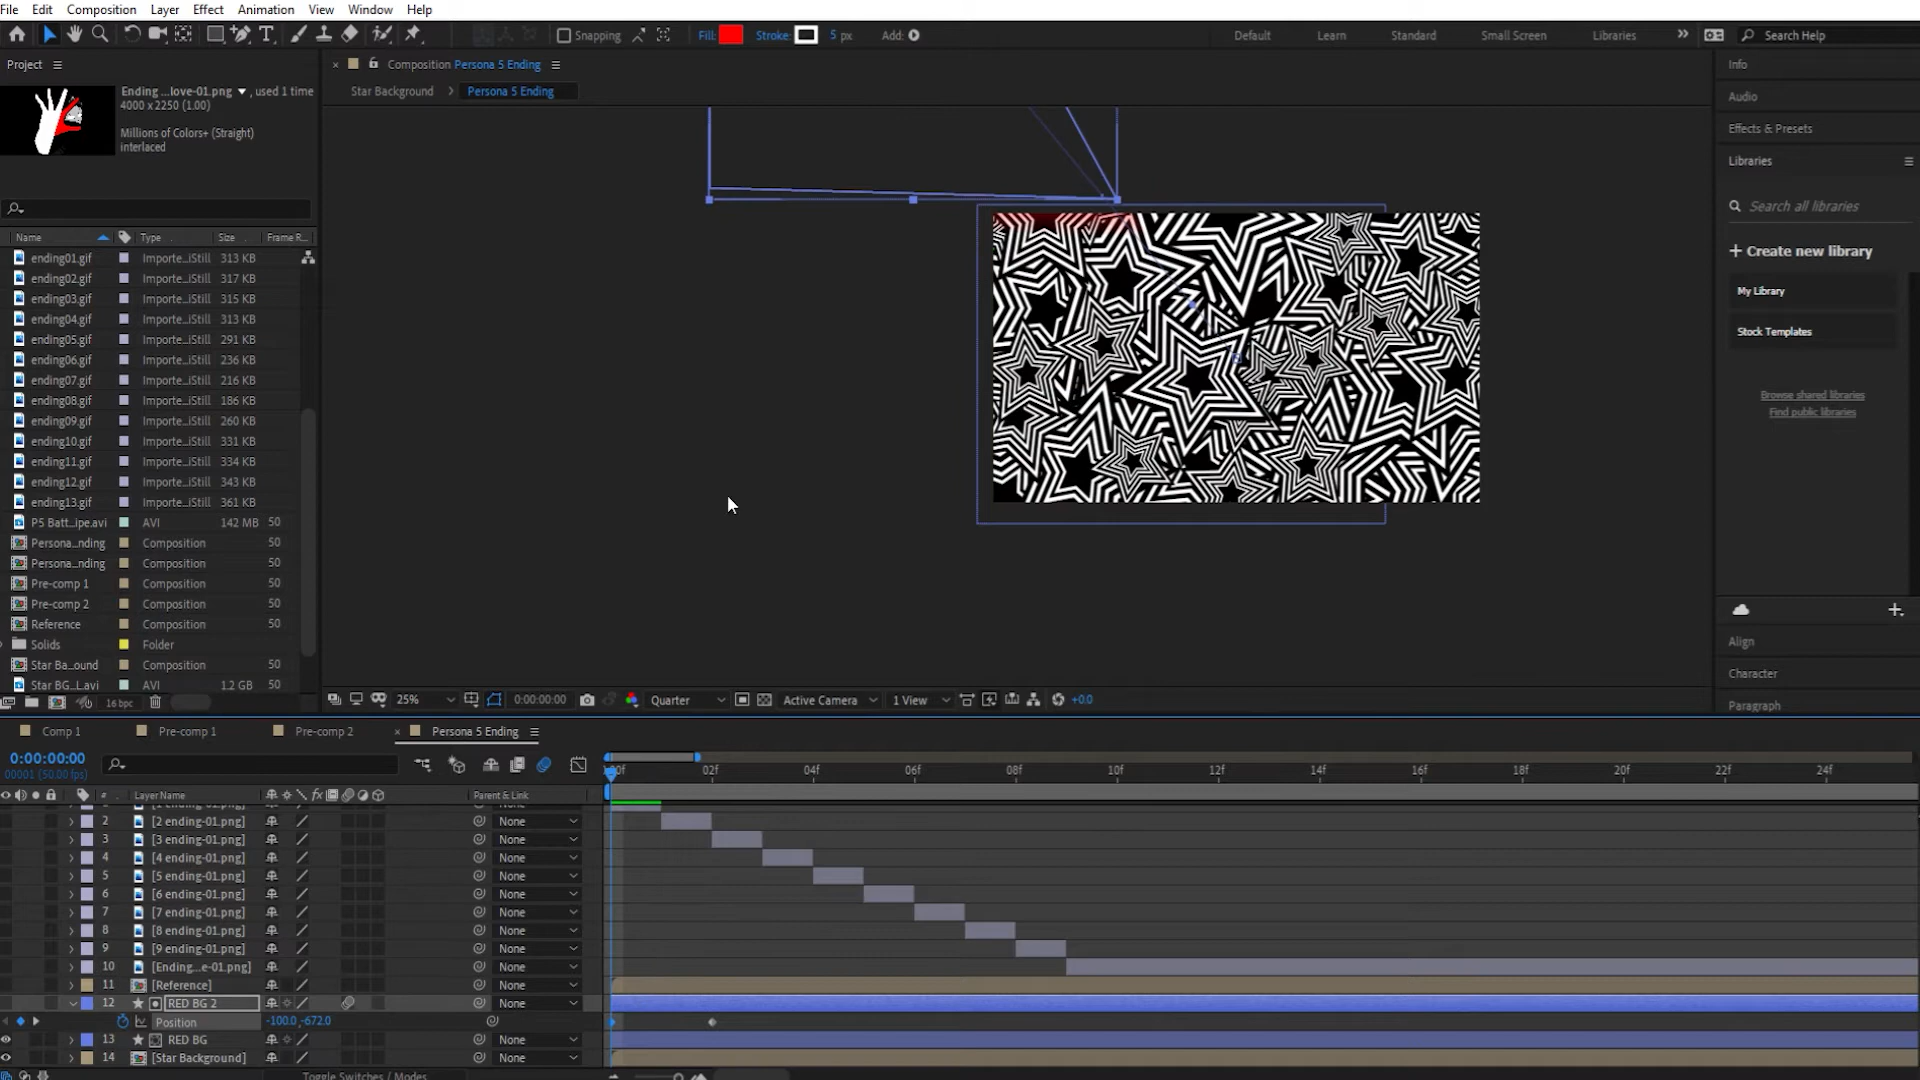 File Edit Composition Layer Effect Animation View Window Help
Snapping Fill: Stroke: 5 px Add: Default Learn Standard Small Screen Libraries Search Help
Project
Composition Persona 5 Ending
Star Background Persona 5 Ending
Ending ...love-01.png , used 1 time
4000 x 2250 (1.00)
Millions of Colors+ (Straight)
interlaced
Name Type Size Frame R...
ending01.gif Importe...iStill 313 KB
ending02.gif Importe...iStill 317 KB
ending03.gif Importe...iStill 315 KB
ending04.gif Importe...iStill 313 KB
ending05.gif Importe...iStill 291 KB
ending06.gif Importe...iStill 236 KB
ending07.gif Importe...iStill 216 KB
ending08.gif Importe...iStill 186 KB
ending09.gif Importe...iStill 260 KB
ending10.gif Importe...iStill 331 KB
ending11.gif Importe...iStill 334 KB
ending12.gif Importe...iStill 343 KB
ending13.gif Importe...iStill 361 KB
P5 Batt...ipe.avi AVI 142 MB 50
Persona...nding Composition 50
Persona...nding Composition 50
Pre-comp 1 Composition 50
Pre-comp 2 Composition 50
Reference Composition 50
Solids Folder
Star Ba...ound Composition 50
Star BG...l.avi AVI 1.2 GB 50
16 bpc
25% 0:00:00:00 Quarter Active Camera 1 View +0.0
Info
Audio
Effects & Presets
Libraries
Search all libraries
+ Create new library
My Library
Stock Templates
Browse shared libraries
Find public libraries
Align
Character
Paragraph
Comp 1 Pre-comp 1 Pre-comp 2 Persona 5 Ending
0:00:00:00
00001 (50.00 fps)
:00f 02f 04f 06f 08f 10f 12f 14f 16f 18f 20f 22f 24f
# Layer Name fx Parent & Link
2 [2 ending-01.png] None
3 [3 ending-01.png] None
4 [4 ending-01.png] None
5 [5 ending-01.png] None
6 [6 ending-01.png] None
7 [7 ending-01.png] None
8 [8 ending-01.png] None
9 [9 ending-01.png] None
10 [Ending...e-01.png] None
11 [Reference] None
12 RED BG 2 None
Position -100.0,-672.0
13 RED BG None
14 [Star Background] None
Toggle Switches / Modes